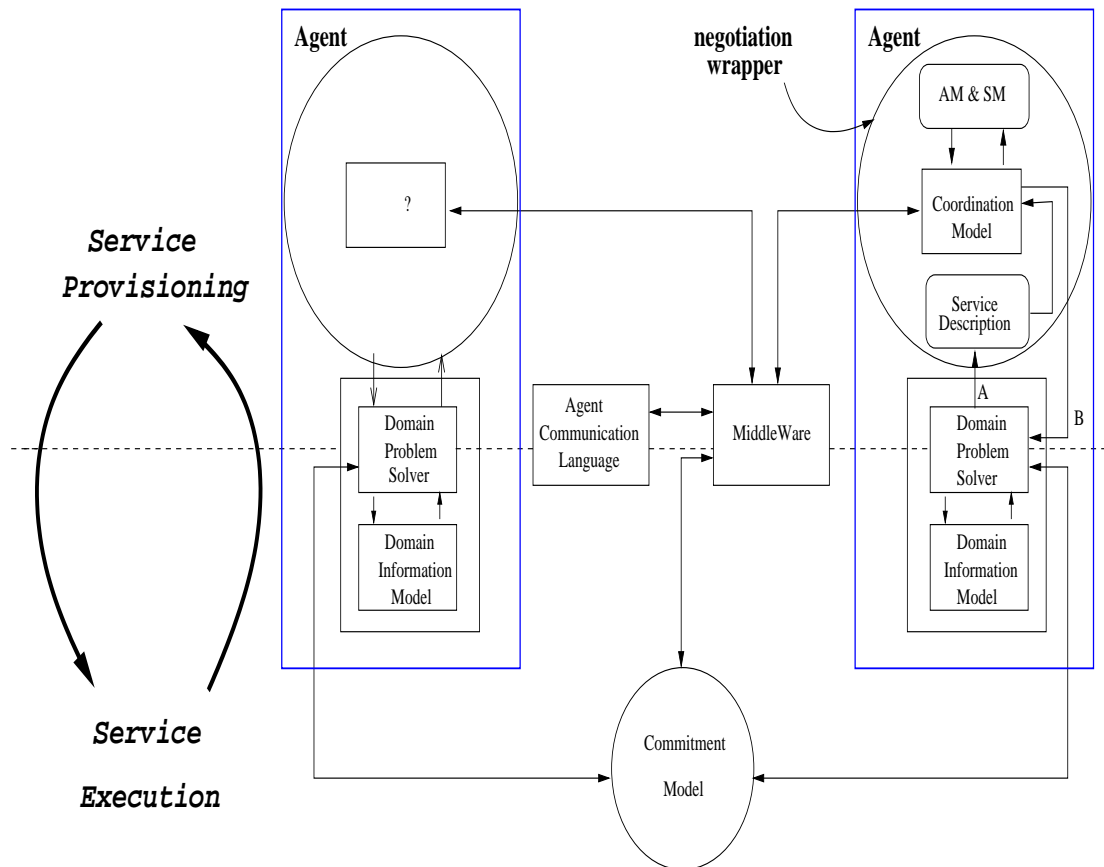 Agent
negotiation
wrapper
Agent
AM & SM
?
Coordination
Model
Service
Provisioning
Service
Description
A
B
Domain
Problem
Solver
Agent
Communication
Language
MiddleWare
Domain
Problem
Solver
Domain
Information
Model
Domain
Information
Model
Service
Execution
Commitment
Model